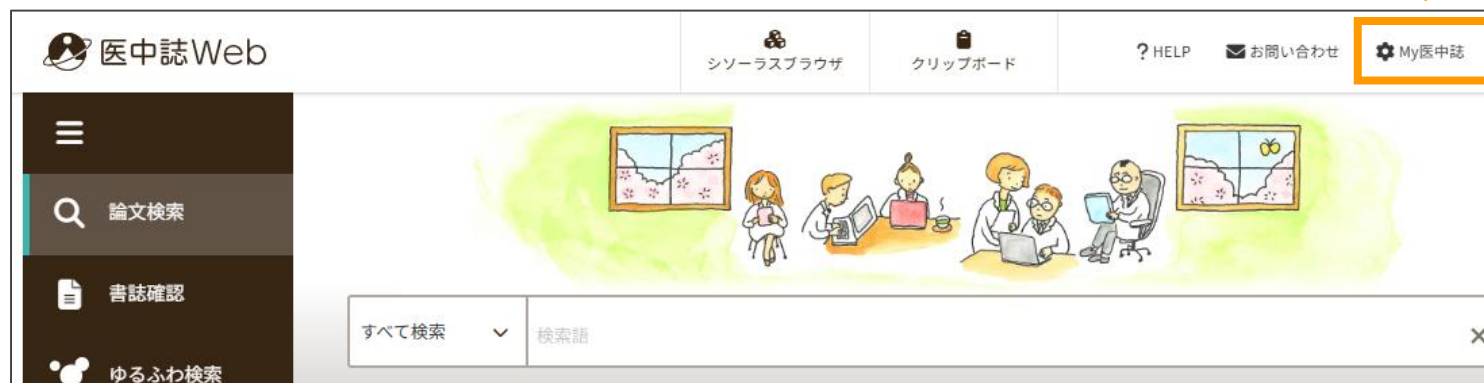 医中誌Web
シソーラスブラウザ
クリップボード
? HELP
お問い合わせ
My医中誌
論文検索
書誌確認
ゆるふわ検索
すべて検索
検索語